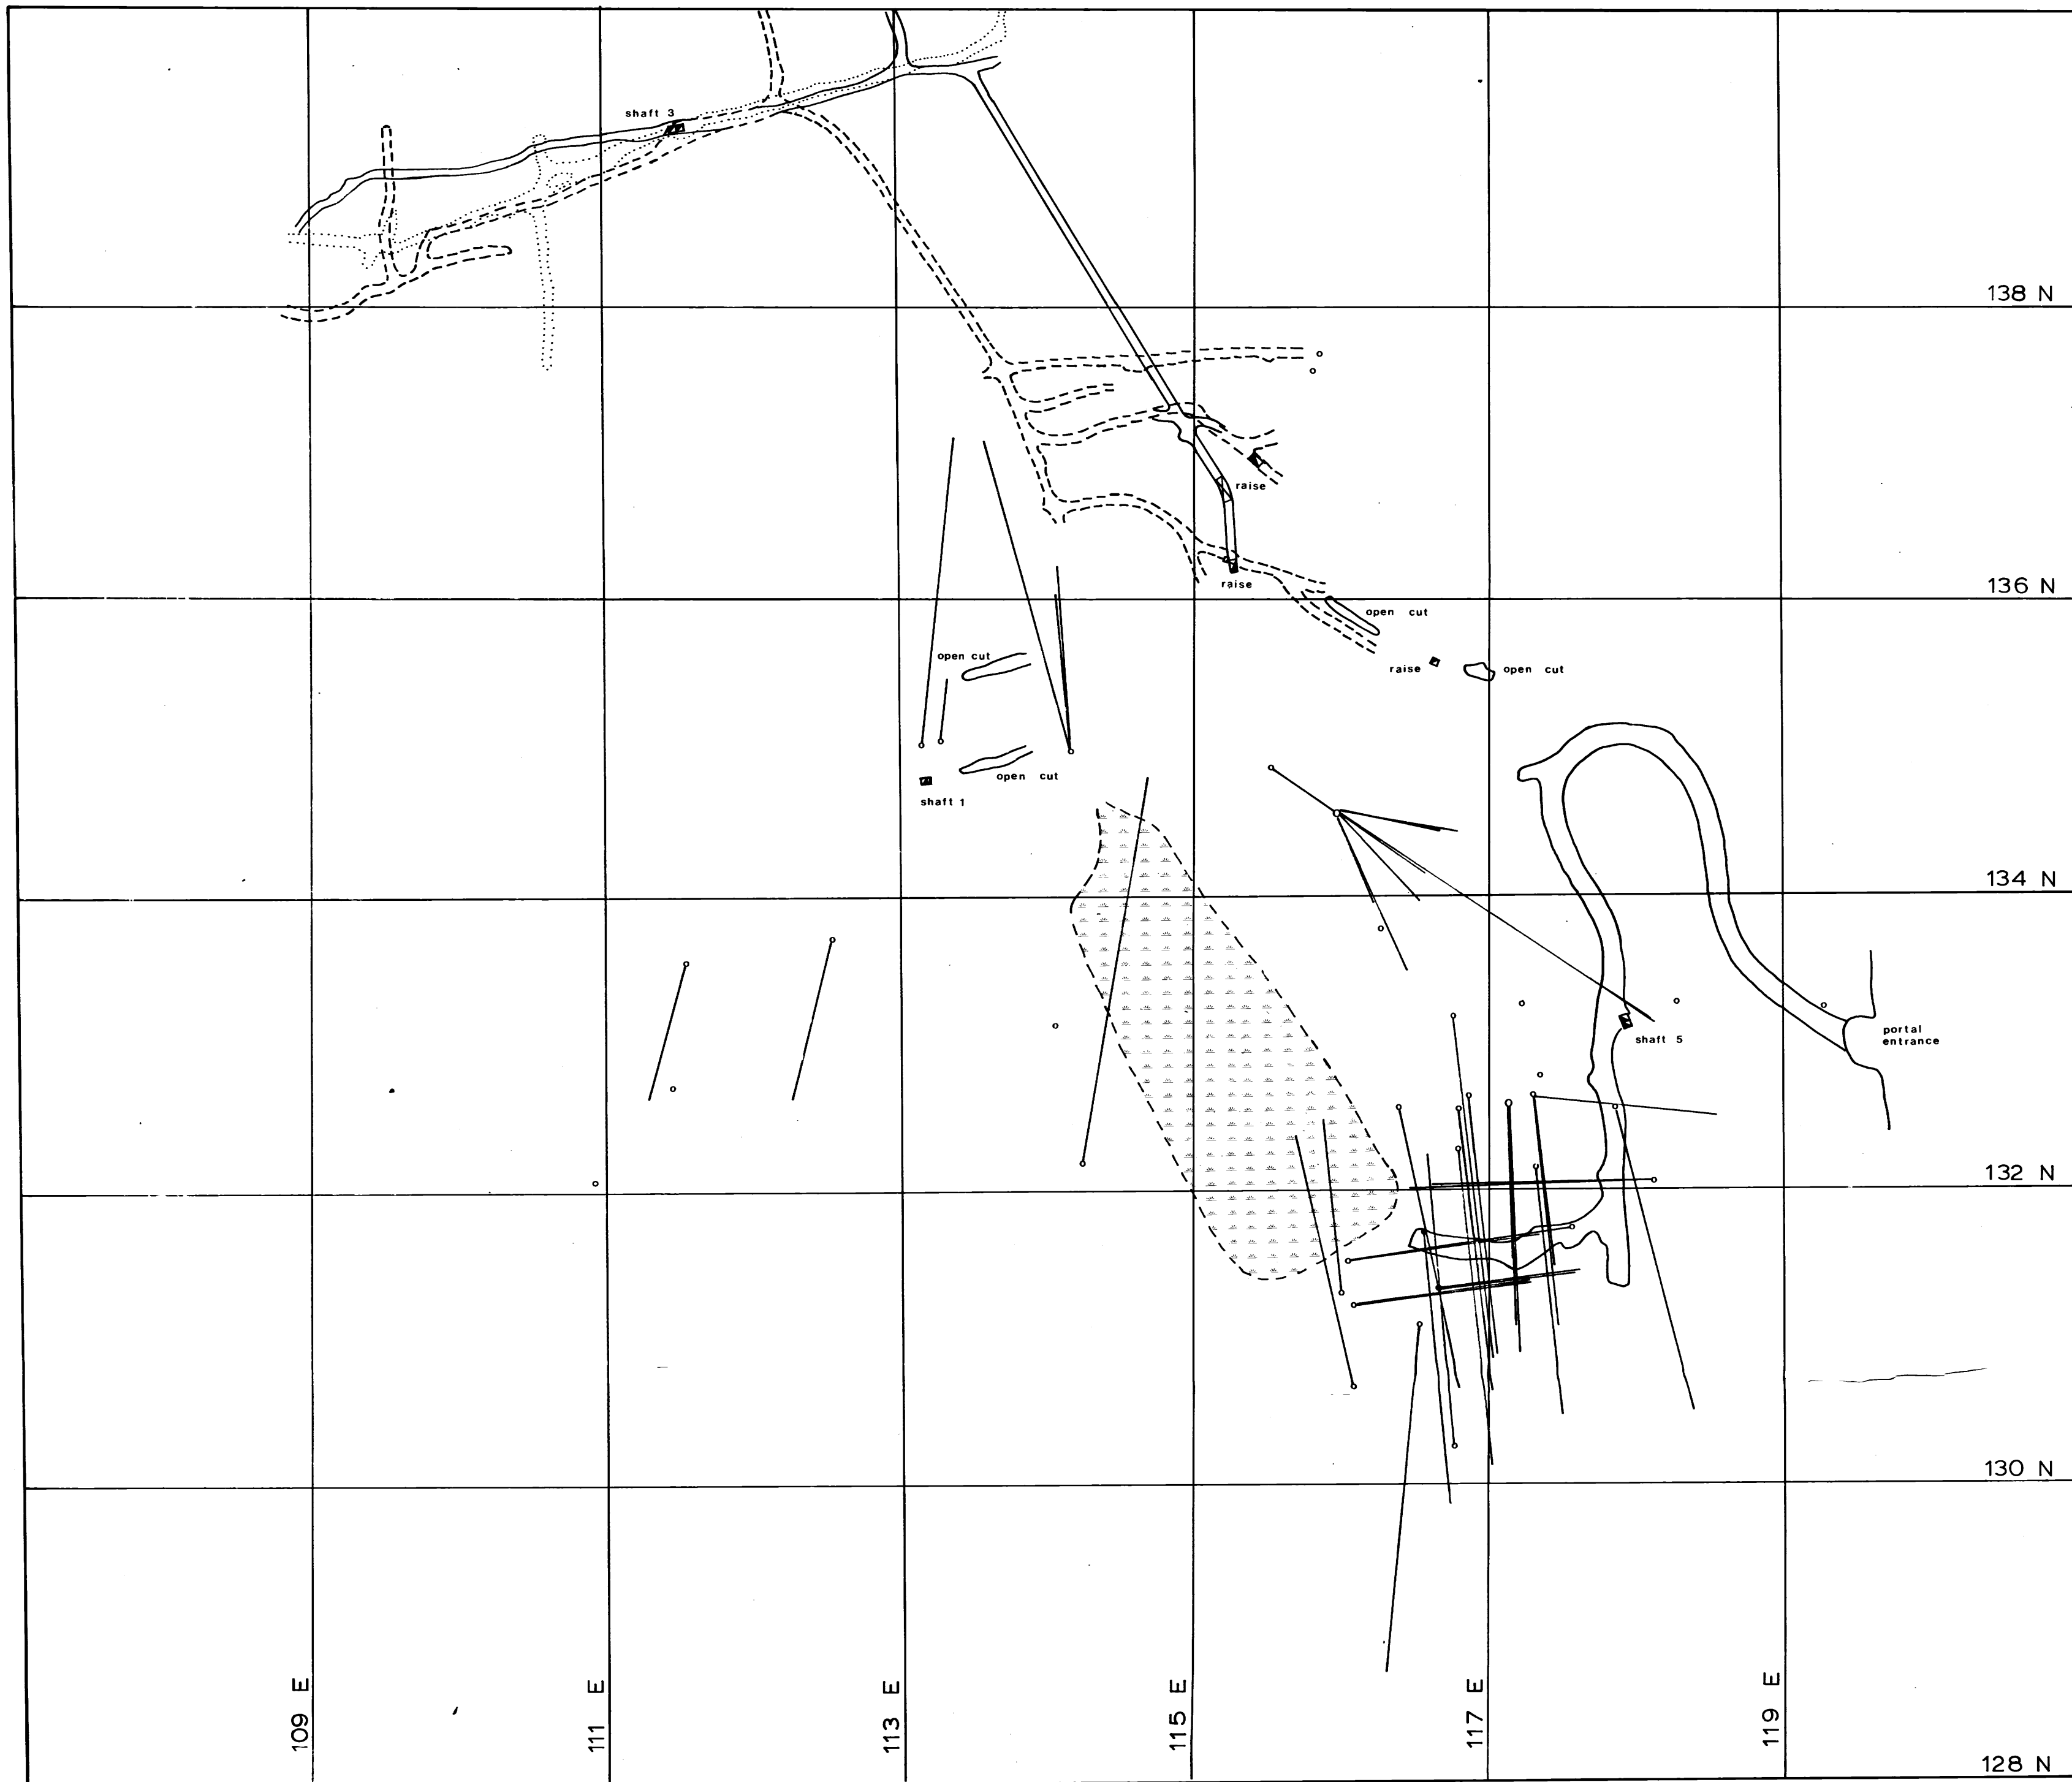 shaft 3
138 N
raise
raise
136 N
open cut
open cut
raise
open cut
open cut
shaft 1
134 N
portal
entrance
shaft 5
132 N
130 N
109 E
111 E
113 E
115 E
117 E
119 E
128 N